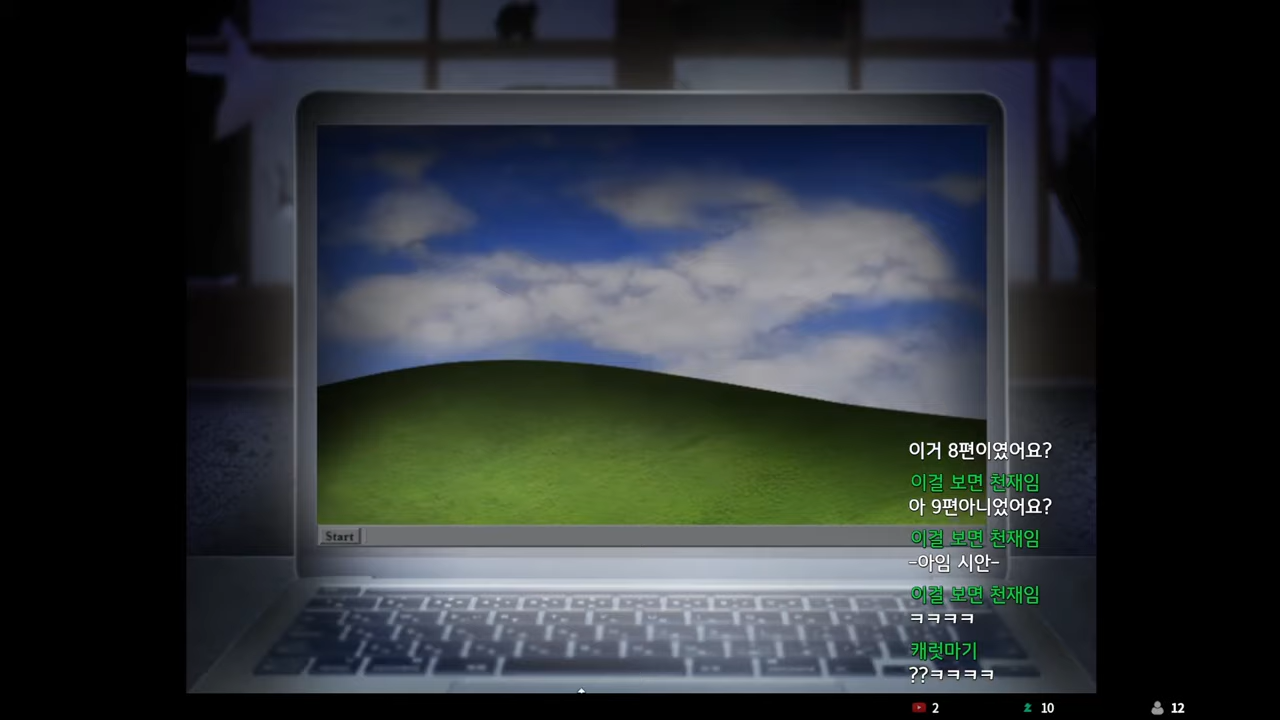 이거 8편이였어요?
이걸 보면 천재임
아 9편아니었어요?
이걸 보면 천재임
-아임 시안-
이걸 보면 천재임
ㅋㅋㅋㅋ
캐럿마기
??ㅋㅋㅋㅋ
Start
2 10 12